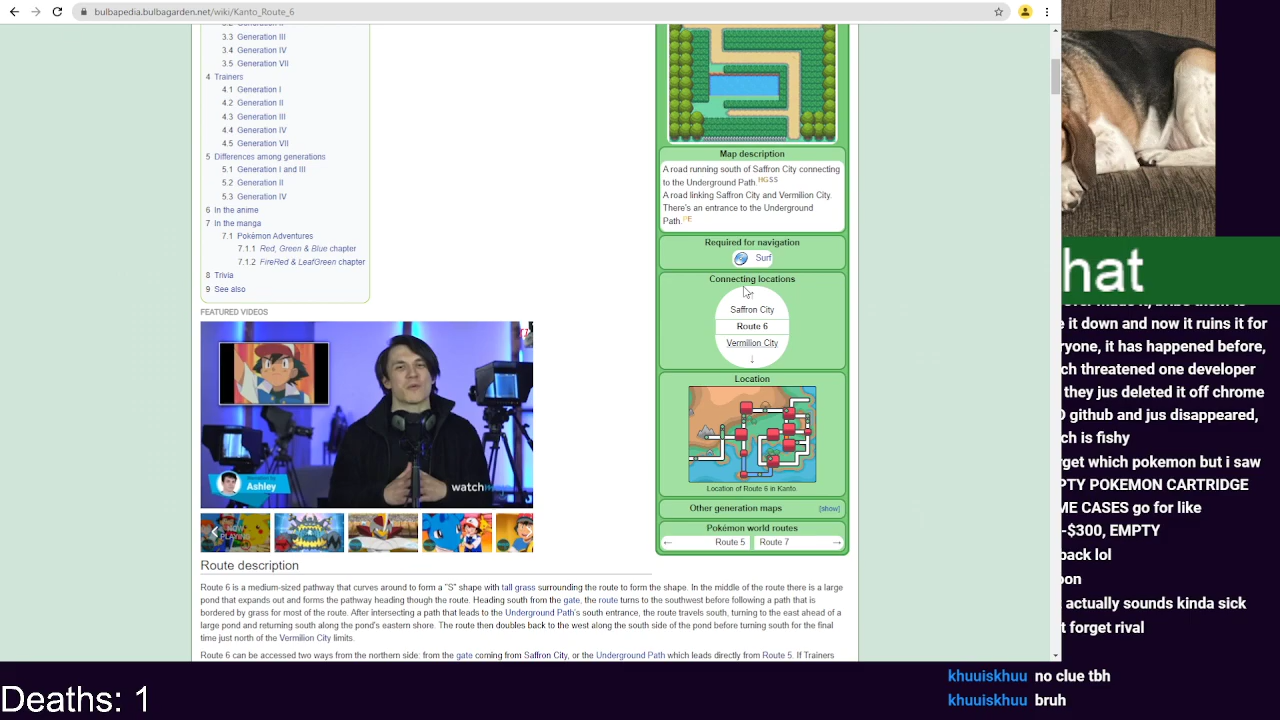 bulbapedia.bulbagarden.net/wiki/Kanto_Route_6
3.3 Generation III
3.4 Generation IV
3.5 Generation VII
4 Trainers
4.1 Generation I
4.2 Generation II
4.3 Generation III
4.4 Generation IV
4.5 Generation VII
5 Differences among generations
5.1 Generation I and III
5.2 Generation II
5.3 Generation IV
6 In the anime
7 In the manga
7.1 Pokémon Adventures
7.1.1 Red, Green & Blue chapter
7.1.2 FireRed & LeafGreen chapter
8 Trivia
9 See also
FEATURED VIDEOS
Ashley
watch
NOW
PLAYING
Map description
A road running south of Saffron City connecting
to the Underground Path.HGSS
A road linking Saffron City and Vermilion City.
There's an entrance to the Underground
Path.PE
Required for navigation
Surf
Connecting locations
↑
Saffron City
Route 6
Vermilion City
↓
Location
Location of Route 6 in Kanto
Other generation maps [show]
Pokémon world routes
← Route 5 Route 7 →
Route description
Route 6 is a medium-sized pathway that curves around to form a "S" shape with tall grass surrounding the route to form the shape. In the middle of the route there is a large
pond that expands out and forms the pathway heading though the route. Heading south from the gate, the route turns to the southwest before following a path that is
bordered by grass for most of the route. After intersecting a path that leads to the Underground Path's south entrance, the route travels south, turning to the east ahead of a
large pond and returning south along the pond's eastern shore. The route then doubles back to the west along the south side of the pond before turning south for the final
time just north of the Vermilion City limits.
Route 6 can be accessed two ways from the northern side: from the gate coming from Saffron City, or the Underground Path which leads directly from Route 5. If Trainers
hat
it down and now it ruins it for
yone, it has happened before,
ch threatened one developer
they jus deleted it off chrome
github and jus disappeared,
ch is fishy
get which pokemon but i saw
PTY POKEMON CARTRIDGE
ME CASES go for like
-$300, EMPTY
back lol
actually sounds kinda sick
t forget rival
Deaths: 1
khuuiskhuu no clue tbh
khuuiskhuu bruh